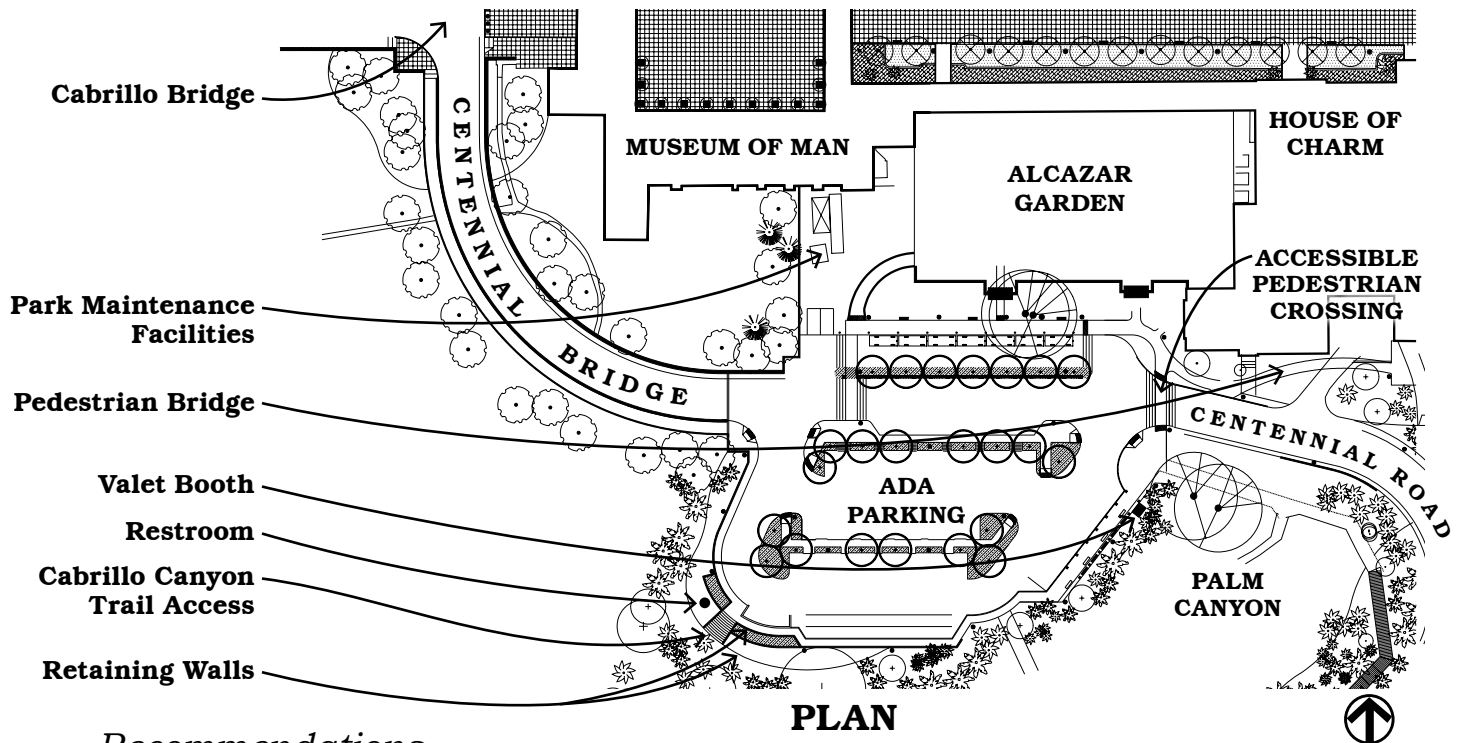 Cabrillo Bridge
CENTENNIAL
BRIDGE
MUSEUM OF MAN
ALCAZAR
GARDEN
HOUSE OF
CHARM
ACCESSIBLE
PEDESTRIAN
CROSSING
Park Maintenance
Facilities
Pedestrian Bridge
CENTENNIAL ROAD
Valet Booth
ADA
PARKING
Restroom
Cabrillo Canyon
Trail Access
PALM
CANYON
Retaining Walls
PLAN
Recommendations